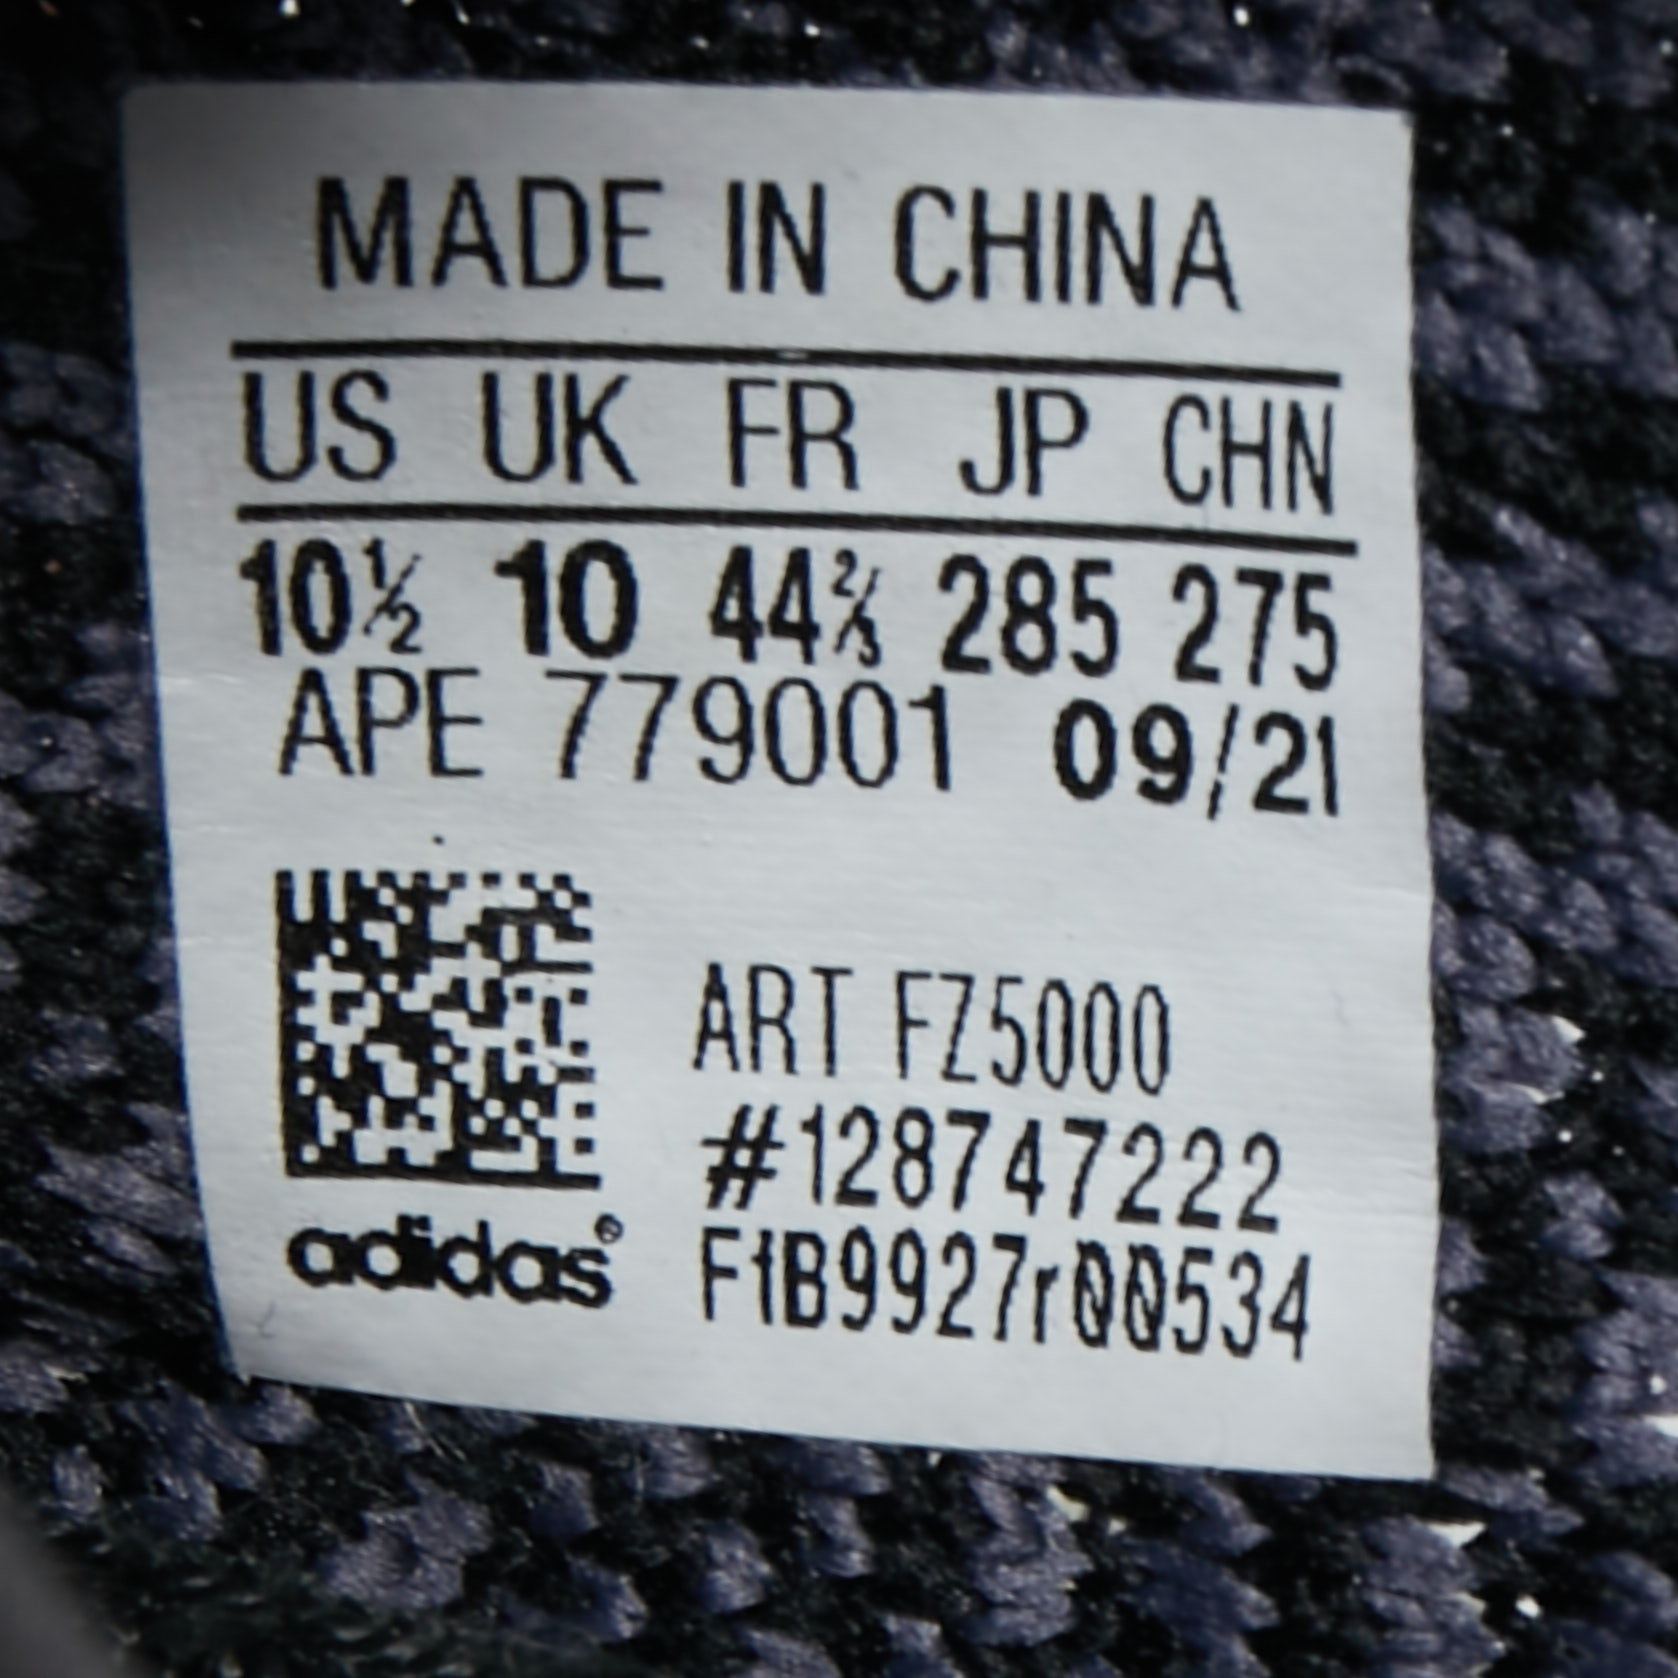 MADE IN CHINA
US UK FR JP CHN
10½ 10 44⅔ 285 275
APE 779001 09/21
ART FZ5000
#128747222
adidas®
F1B9927r00534